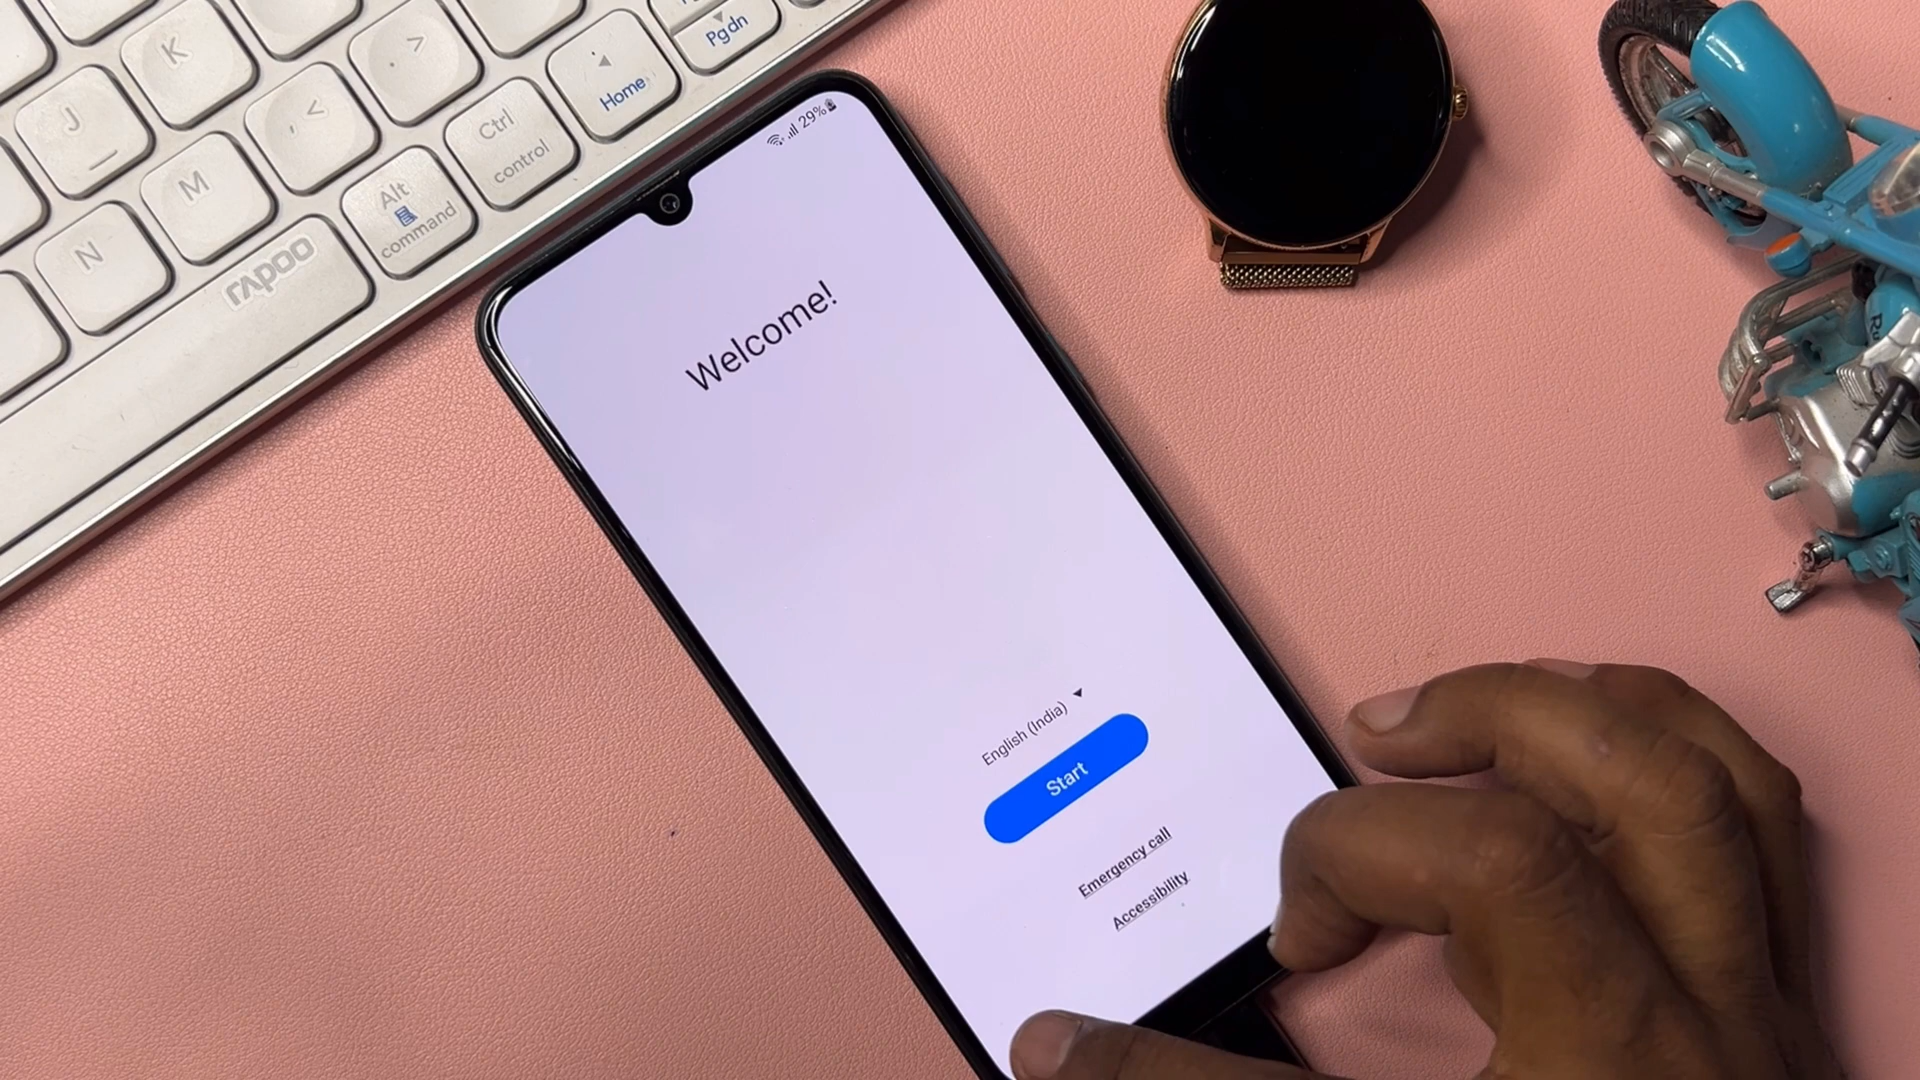 K
>
Home
Pgdn
J
< ,
Ctrl
control
M
Alt
command
N
rapoo
29%
Welcome!
English (India)
Start
Emergency call
Accessibility